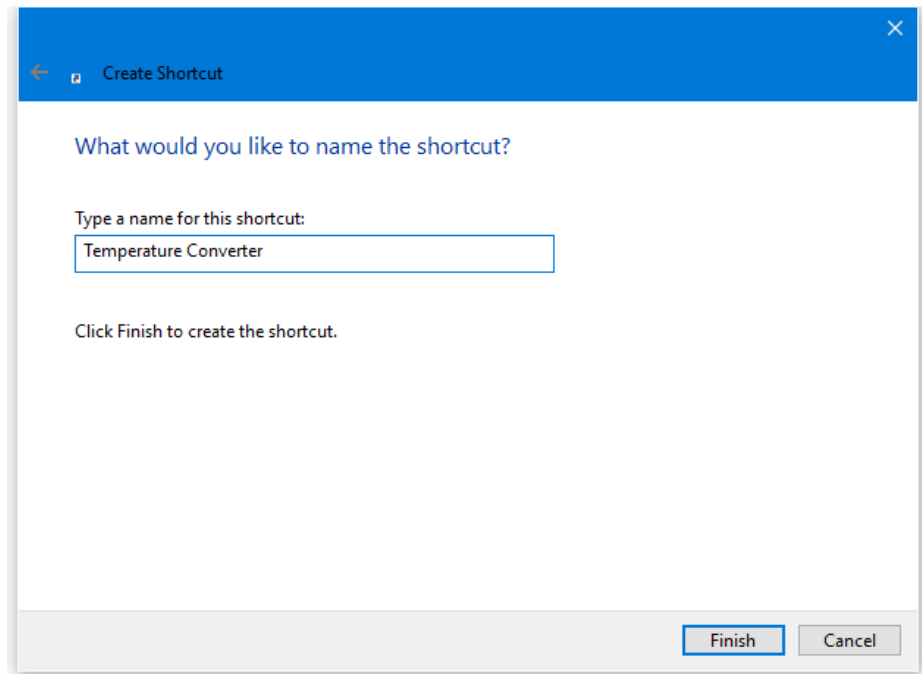 Create Shortcut
What would you like to name the shortcut?
Type a name for this shortcut:
Temperature Converter
Click Finish to create the shortcut.
Finish Cancel